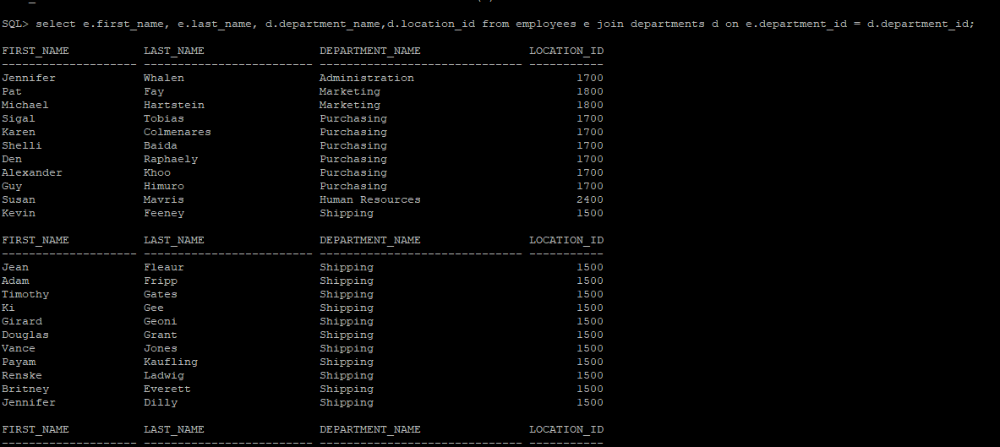 SQL> select e.first_name, e.last_name, d.department_name,d.location_id from employees e join departments d on e.department_id = d.department_id;
FIRST_NAME LAST_NAME DEPARTMENT_NAME LOCATION_ID
-------------------- ------------------------- ------------------------------ -----------
Jennifer Whalen Administration 1700
Pat Fay Marketing 1800
Michael Hartstein Marketing 1800
Sigal Tobias Purchasing 1700
Karen Colmenares Purchasing 1700
Shelli Baida Purchasing 1700
Den Raphaely Purchasing 1700
Alexander Khoo Purchasing 1700
Guy Himuro Purchasing 1700
Susan Mavris Human Resources 2400
Kevin Feeney Shipping 1500
FIRST_NAME LAST_NAME DEPARTMENT_NAME LOCATION_ID
-------------------- ------------------------- ------------------------------ -----------
Jean Fleaur Shipping 1500
Adam Fripp Shipping 1500
Timothy Gates Shipping 1500
Ki Gee Shipping 1500
Girard Geoni Shipping 1500
Douglas Grant Shipping 1500
Vance Jones Shipping 1500
Payam Kaufling Shipping 1500
Renske Ladwig Shipping 1500
Britney Everett Shipping 1500
Jennifer Dilly Shipping 1500
FIRST_NAME LAST_NAME DEPARTMENT_NAME LOCATION_ID
-------------------- ------------------------- ------------------------------ -----------